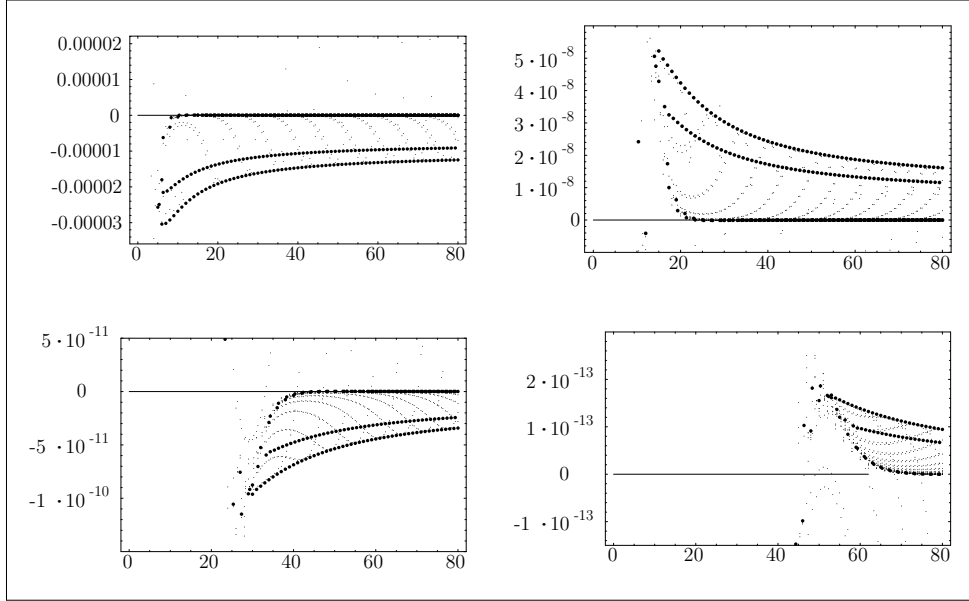 0.00002
0.00001
0
-0.00001
-0.00002
-0.00003
0 20 40 60 80
5 · 10 -8
4 · 10 -8
3 · 10 -8
2 · 10 -8
1 · 10 -8
0
0 20 40 60 80
5 · 10 -11
0
-5 · 10 -11
-1 · 10 -10
0 20 40 60 80
2 · 10 -13
1 · 10 -13
0
-1 · 10 -13
0 20 40 60 80